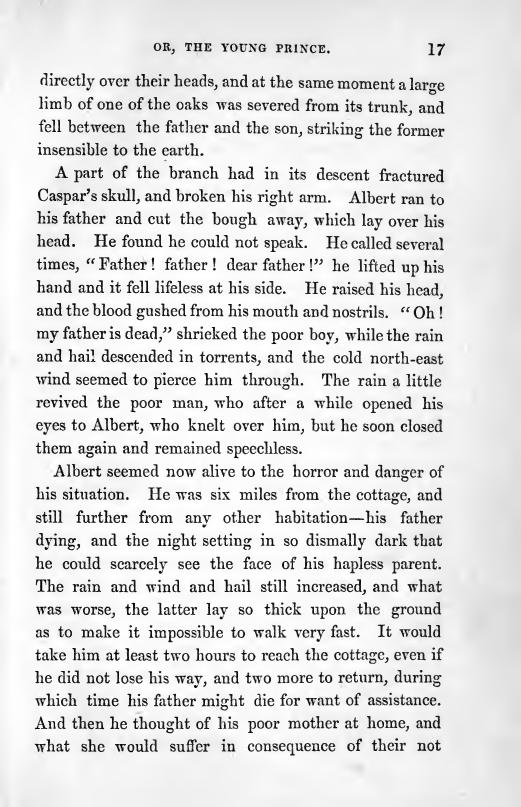 OR, THE YOUNG PRINCE. 17
directly over their heads, and at the same moment a large
limb of one of the oaks was severed from its trunk, and
fell between the father and the son, striking the former
insensible to the earth.
A part of the branch had in its descent fractured
Caspar's skull, and broken his right arm. Albert ran to
his father and cut the bough away, which lay over his
head. He found he could not speak. He called several
times, "Father! father! dear father!" he lifted up his
hand and it fell lifeless at his side. He raised his head,
and the blood gushed from his mouth and nostrils. "Oh!
my father is dead," shrieked the poor boy, while the rain
and hail descended in torrents, and the cold north-east
wind seemed to pierce him through. The rain a little
revived the poor man, who after a while opened his
eyes to Albert, who knelt over him, but he soon closed
them again and remained speechless.
Albert seemed now alive to the horror and danger of
his situation. He was six miles from the cottage, and
still further from any other habitation—his father
dying, and the night setting in so dismally dark that
he could scarcely see the face of his hapless parent.
The rain and wind and hail still increased, and what
was worse, the latter lay so thick upon the ground
as to make it impossible to walk very fast. It would
take him at least two hours to reach the cottage, even if
he did not lose his way, and two more to return, during
which time his father might die for want of assistance.
And then he thought of his poor mother at home, and
what she would suffer in consequence of their not